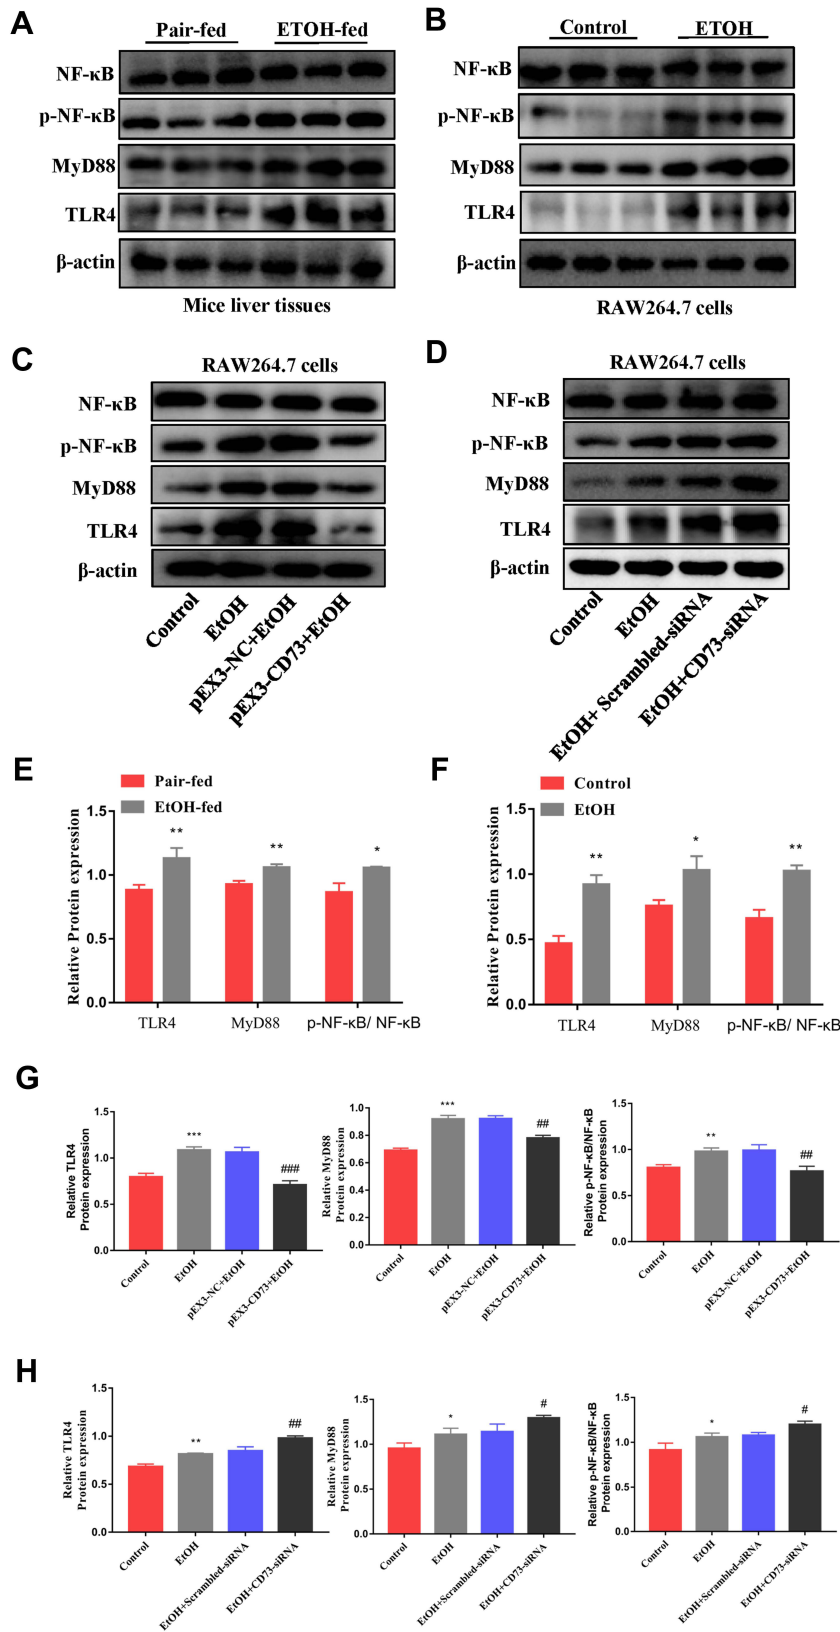 A
Pair-fed ETOH-fed
NF-κB
p-NF-κB
MyD88
TLR4
β-actin
Mice liver tissues
B
Control ETOH
NF-κB
p-NF-κB
MyD88
TLR4
β-actin
RAW264.7 cells
C
RAW264.7 cells
NF-κB
p-NF-κB
MyD88
TLR4
β-actin
Control
EtOH
pEX3-NC+EtOH
pEX3-CD73+EtOH
D
RAW264.7 cells
NF-κB
p-NF-κB
MyD88
TLR4
β-actin
Control
EtOH
EtOH+ Scrambled-siRNA
EtOH+CD73-siRNA
E
Pair-fed
EtOH-fed
Relative Protein expression
1.5
1.0
0.5
0.0
** ** *
TLR4 MyD88 p-NF-κB/ NF-κB
F
Control
EtOH
Relative Protein expression
1.5
1.0
0.5
0.0
** * **
TLR4 MyD88 p-NF-κB/ NF-κB
G
Relative TLR4
Protein expression
1.5
1.0
0.5
0.0
*** ###
Control
EtOH
pEX3-NC+EtOH
pEX3-CD73+EtOH
Relative MyD88
Protein expression
1.0
0.8
0.6
0.4
0.2
0.0
*** ##
Control
EtOH
pEX3-NC+EtOH
pEX3-CD73+EtOH
Relative p-NF-κB/NF-κB
Protein expression
1.5
1.0
0.5
0.0
** ##
Control
EtOH
pEX3-NC+EtOH
pEX3-CD73+EtOH
H
Relative TLR4
Protein expression
1.5
1.0
0.5
0.0
** ##
Control
EtOH
EtOH+Scrambled-siRNA
EtOH+CD73-siRNA
Relative MyD88
Protein expression
1.5
1.0
0.5
0.0
* #
Control
EtOH
EtOH+Scrambled-siRNA
EtOH+CD73-siRNA
Relative p-NF-κB/NF-κB
Protein expression
1.5
1.0
0.5
0.0
* #
Control
EtOH
EtOH+Scrambled-siRNA
EtOH+CD73-siRNA